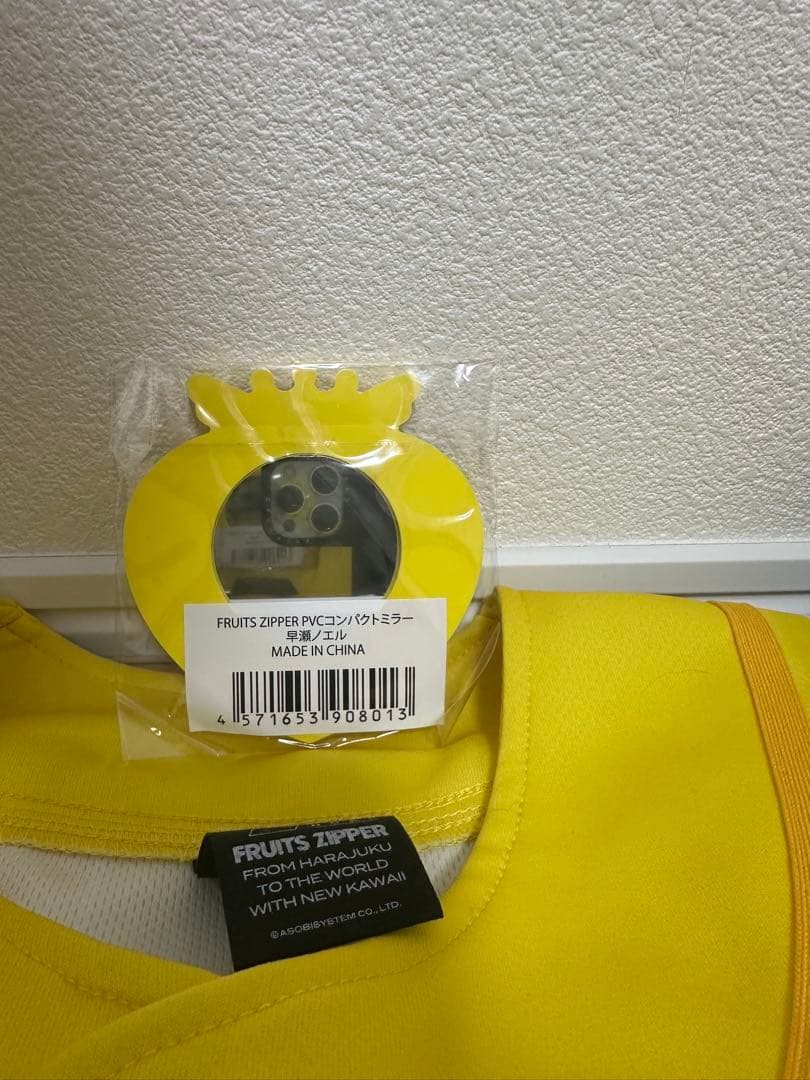 FRUITS ZIPPER PVCコンパクトミラー
早瀬ノエル
MADE IN CHINA
4 571653 908013
FRUITS ZIPPER
FROM HARAJUKU
TO THE WORLD
WITH NEW KAWAII
©ASOBISYSTEM CO., LTD.